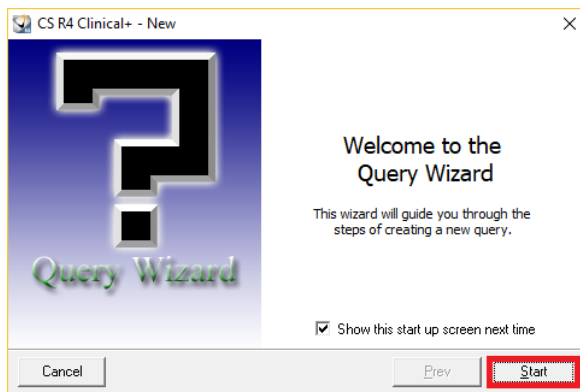 CS R4 Clinical+ - New
Query Wizard
Welcome to the
Query Wizard
This wizard will guide you through the
steps of creating a new query.
Show this start up screen next time
Cancel
Prev
Start